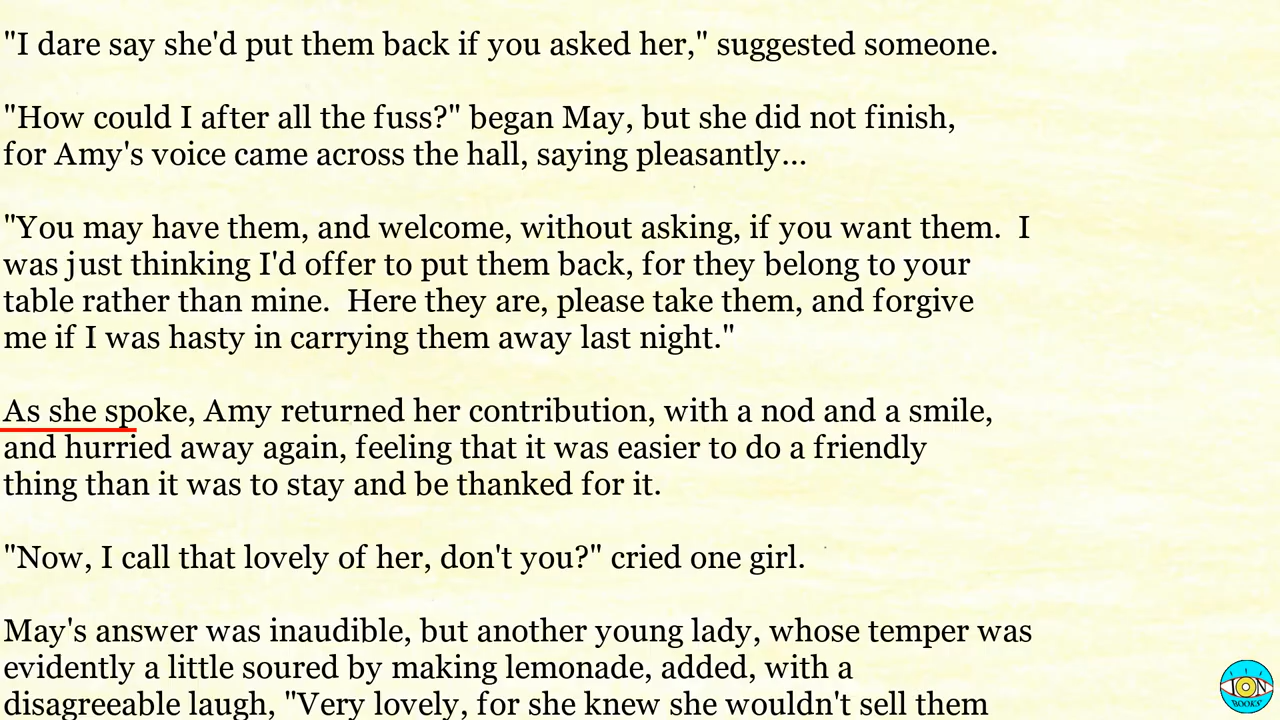 "I dare say she'd put them back if you asked her," suggested someone.
"How could I after all the fuss?" began May, but she did not finish,
for Amy's voice came across the hall, saying pleasantly...
"You may have them, and welcome, without asking, if you want them.  I
was just thinking I'd offer to put them back, for they belong to your
table rather than mine.  Here they are, please take them, and forgive
me if I was hasty in carrying them away last night."
As she spoke, Amy returned her contribution, with a nod and a smile,
and hurried away again, feeling that it was easier to do a friendly
thing than it was to stay and be thanked for it.
"Now, I call that lovely of her, don't you?" cried one girl.
May's answer was inaudible, but another young lady, whose temper was
evidently a little soured by making lemonade, added, with a
disagreeable laugh, "Very lovely, for she knew she wouldn't sell them
ION
BOOKS